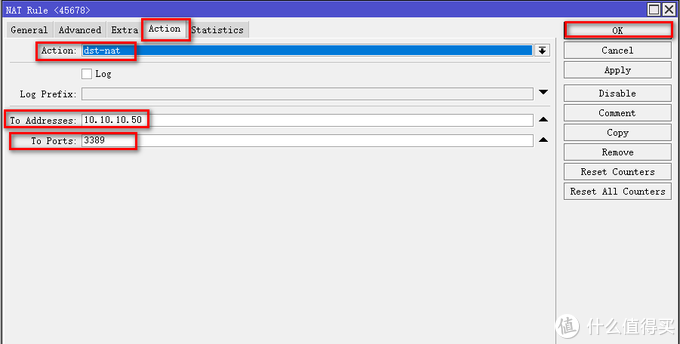 NAT Rule <45678>
General Advanced Extra Action Statistics
Action: dst-nat
Log
Log Prefix:
To Addresses: 10.10.10.50
To Ports: 3389
OK
Cancel
Apply
Disable
Comment
Copy
Remove
Reset Counters
Reset All Counters
值 什么值得买